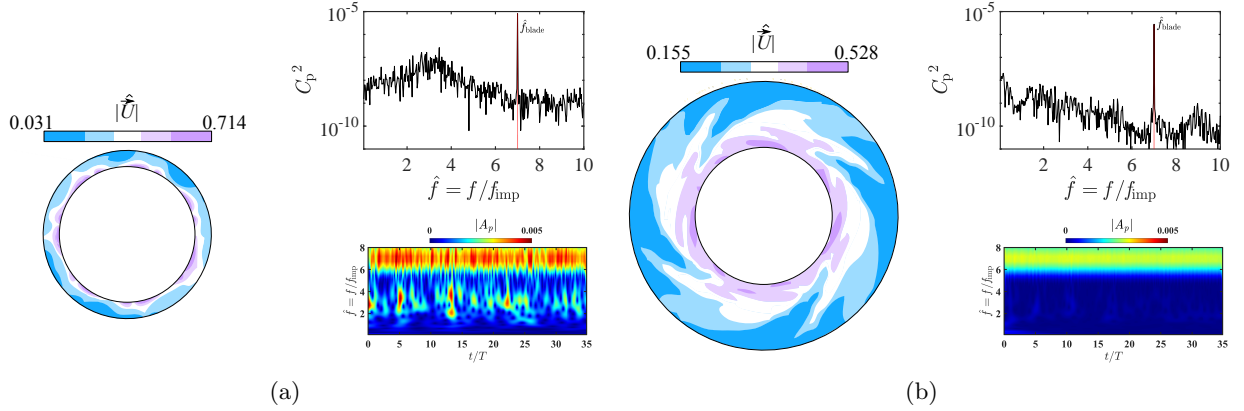 (a)
|Û|
0.031 0.714
10^-5
10^-10
C_p^2
f̂_blade
2 4 6 8 10
f̂ = f/f_imp
|A_p|
0 0.005
8
6
4
2
f̂ = f/f_imp
0 5 10 15 20 25 30 35
t/T
(b)
|Û|
0.155 0.528
10^-5
10^-10
C_p^2
f̂_blade
2 4 6 8 10
f̂ = f/f_imp
|A_p|
0 0.005
8
6
4
2
f̂ = f/f_imp
0 5 10 15 20 25 30 35
t/T